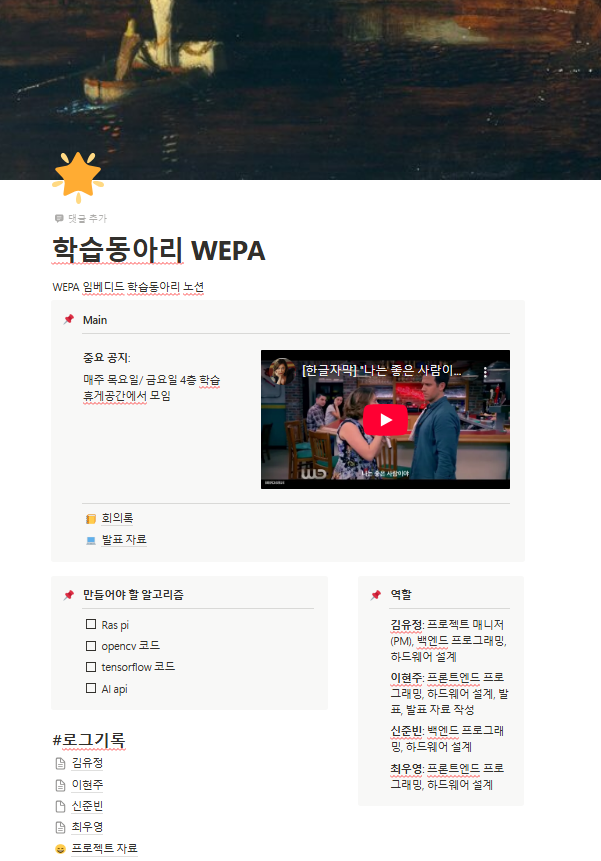 댓글 추가
학습동아리 WEPA
WEPA 임베디드 학습동아리 노션
Main
중요 공지:
매주 목요일/ 금요일 4층 학습
휴게공간에서 모임
[한글자막] "나는 좋은 사람이...
나는 좋은 사람이야
회의록
발표 자료
만들어야 할 알고리즘
Ras pi
opencv 코드
tensorflow 코드
AI api
역할
김유정: 프로젝트 매니저
(PM), 백엔드 프로그래밍,
하드웨어 설계
이현주: 프론트엔드 프로
그래밍, 하드웨어 설계, 발
표, 발표 자료 작성
신준빈: 백엔드 프로그래
밍, 하드웨어 설계
최우영: 프론트엔드 프로
그래밍, 하드웨어 설계
#로그기록
김유정
이현주
신준빈
최우영
프로젝트 자료